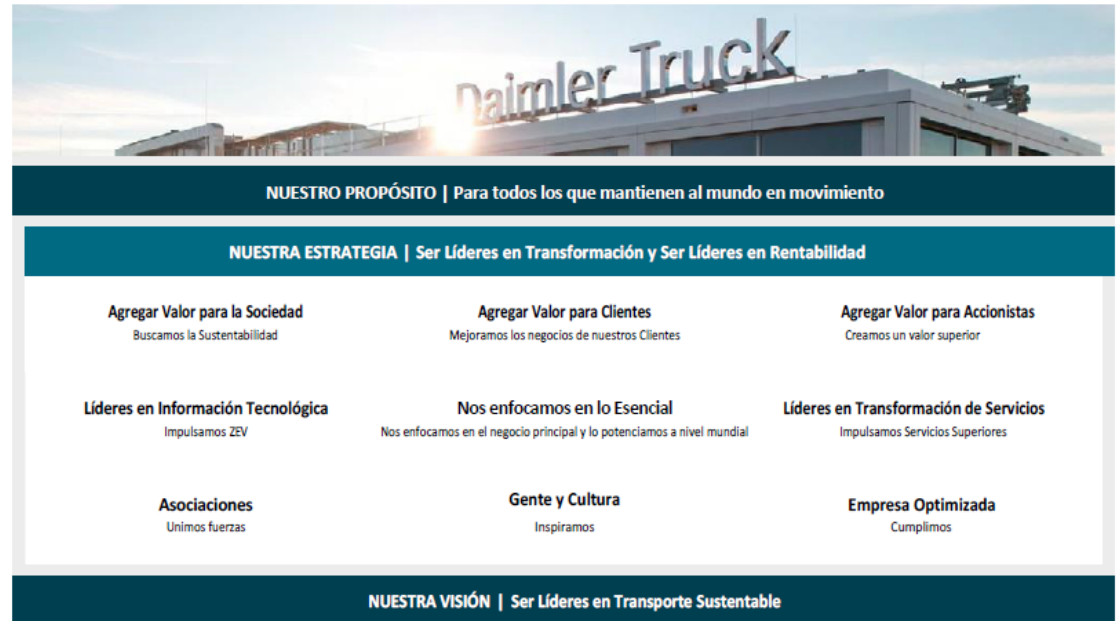 Daimler Truck
NUESTRO PROPÓSITO | Para todos los que mantienen al mundo en movimiento
NUESTRA ESTRATEGIA | Ser Líderes en Transformación y Ser Líderes en Rentabilidad
Agregar Valor para la Sociedad
Buscamos la Sustentabilidad
Agregar Valor para Clientes
Mejoramos los negocios de nuestros Clientes
Agregar Valor para Accionistas
Creamos un valor superior
Líderes en Información Tecnológica
Impulsamos ZEV
Nos enfocamos en lo Esencial
Nos enfocamos en el negocio principal y lo potenciamos a nivel mundial
Líderes en Transformación de Servicios
Impulsamos Servicios Superiores
Asociaciones
Unimos fuerzas
Gente y Cultura
Inspiramos
Empresa Optimizada
Cumplimos
NUESTRA VISIÓN | Ser Líderes en Transporte Sustentable